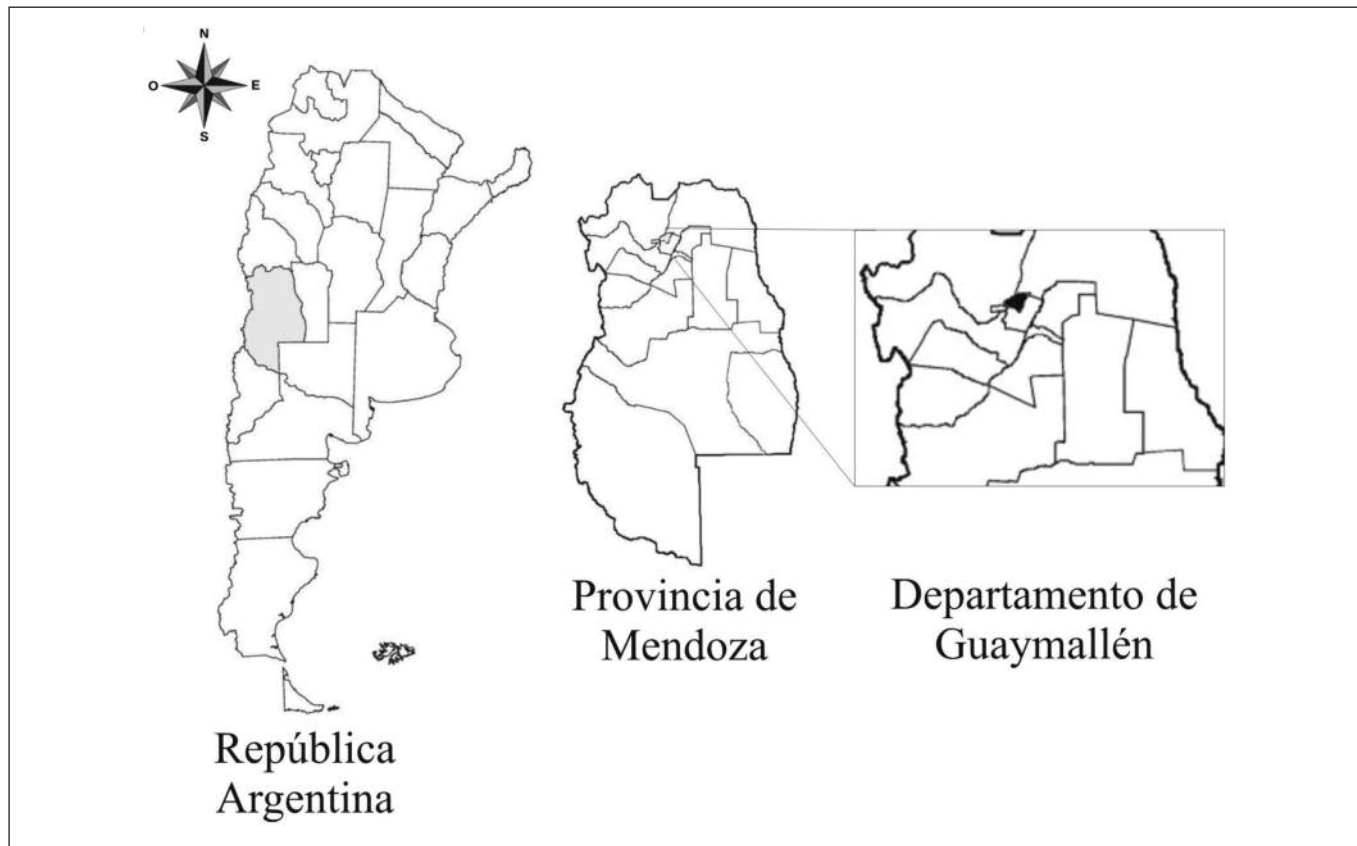 N
O
E
S
Provincia de
Mendoza
Departamento de
Guaymallén
República
Argentina